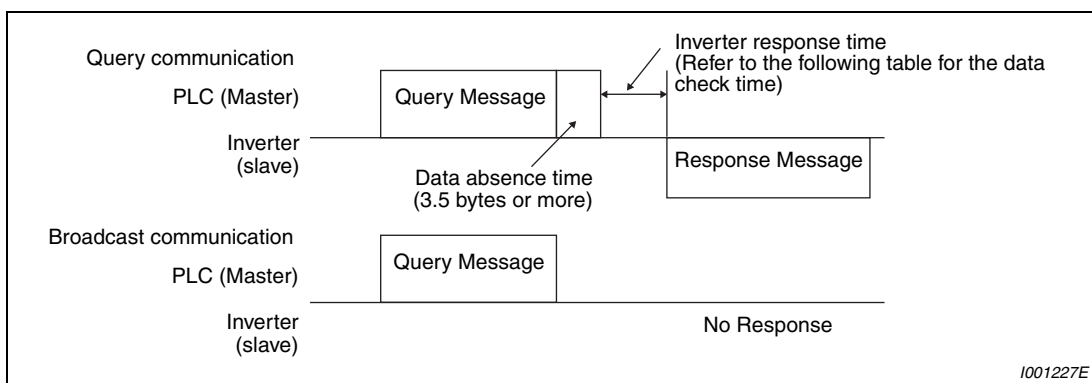 Query communication
PLC (Master)
Inverter
(slave)
Query Message
Data absence time
(3.5 bytes or more)
Inverter response time
(Refer to the following table for the data
check time)
Response Message
Broadcast communication
PLC (Master)
Inverter
(slave)
Query Message
No Response
I001227E